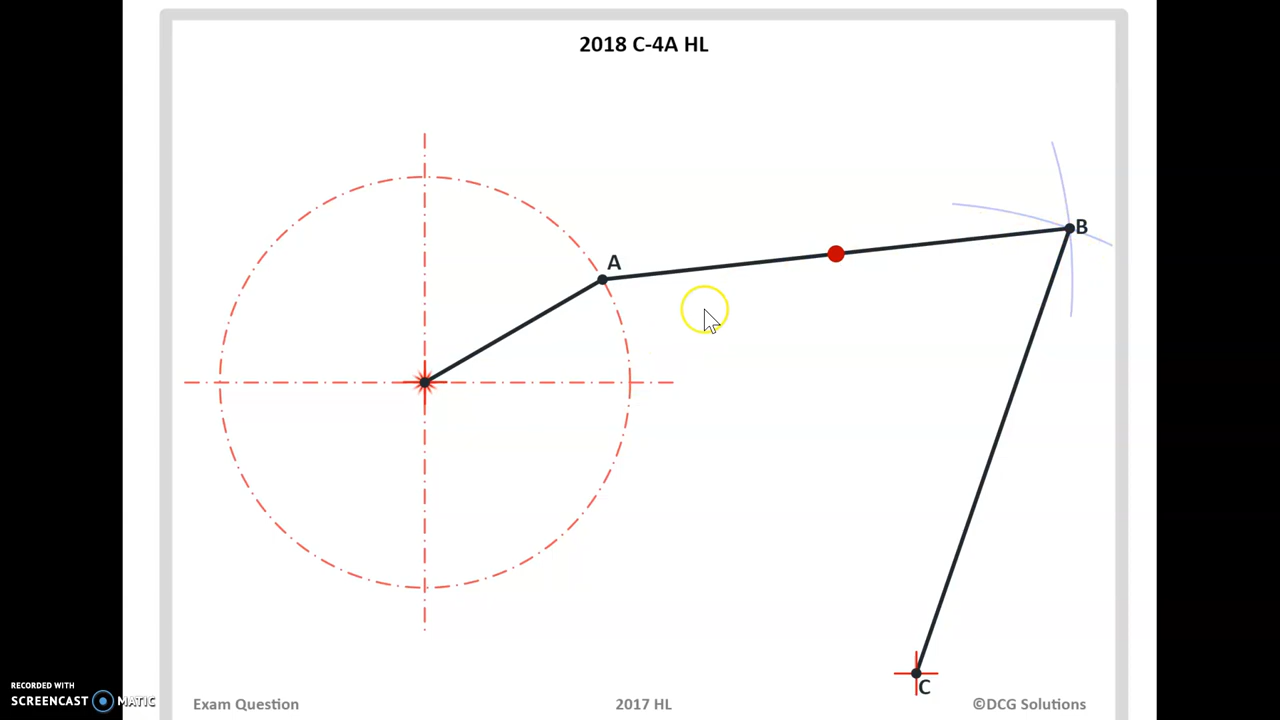 2018 C-4A HL
A
B
C
RECORDED WITH
SCREENCAST MATIC
Exam Question 2017 HL ©DCG Solutions